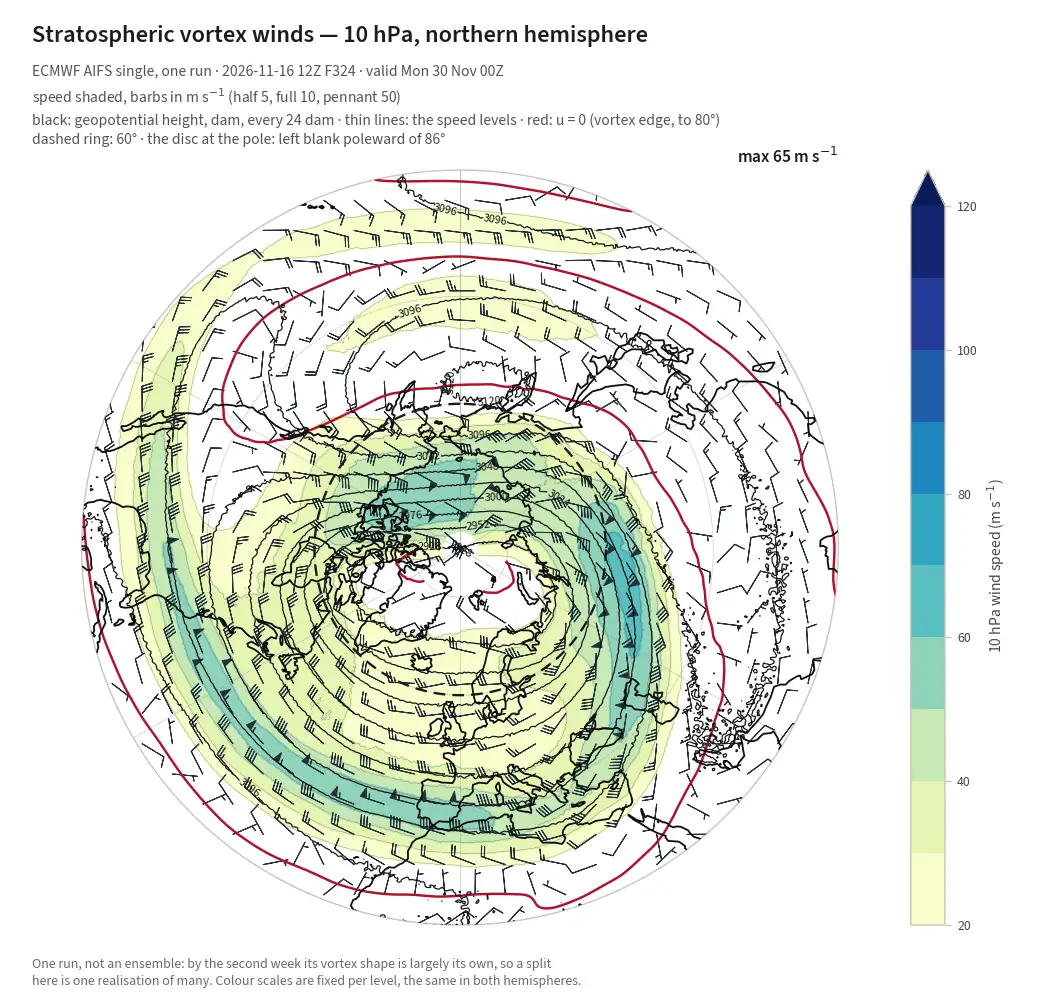 Stratospheric vortex winds — 10 hPa, northern hemisphere
ECMWF AIFS single, one run · 2026-11-16 12Z F324 · valid Mon 30 Nov 00Z
speed shaded, barbs in m s⁻¹ (half 5, full 10, pennant 50)
black: geopotential height, dam, every 24 dam · thin lines: the speed levels · red: u = 0 (vortex edge, to 80°)
dashed ring: 60° · the disc at the pole: left blank poleward of 86°
max 65 m s⁻¹
120
100
80
60
40
20
10 hPa wind speed (m s⁻¹)
3096
3096
3096
3096
3000
2952
3096
One run, not an ensemble: by the second week its vortex shape is largely its own, so a split
here is one realisation of many. Colour scales are fixed per level, the same in both hemispheres.